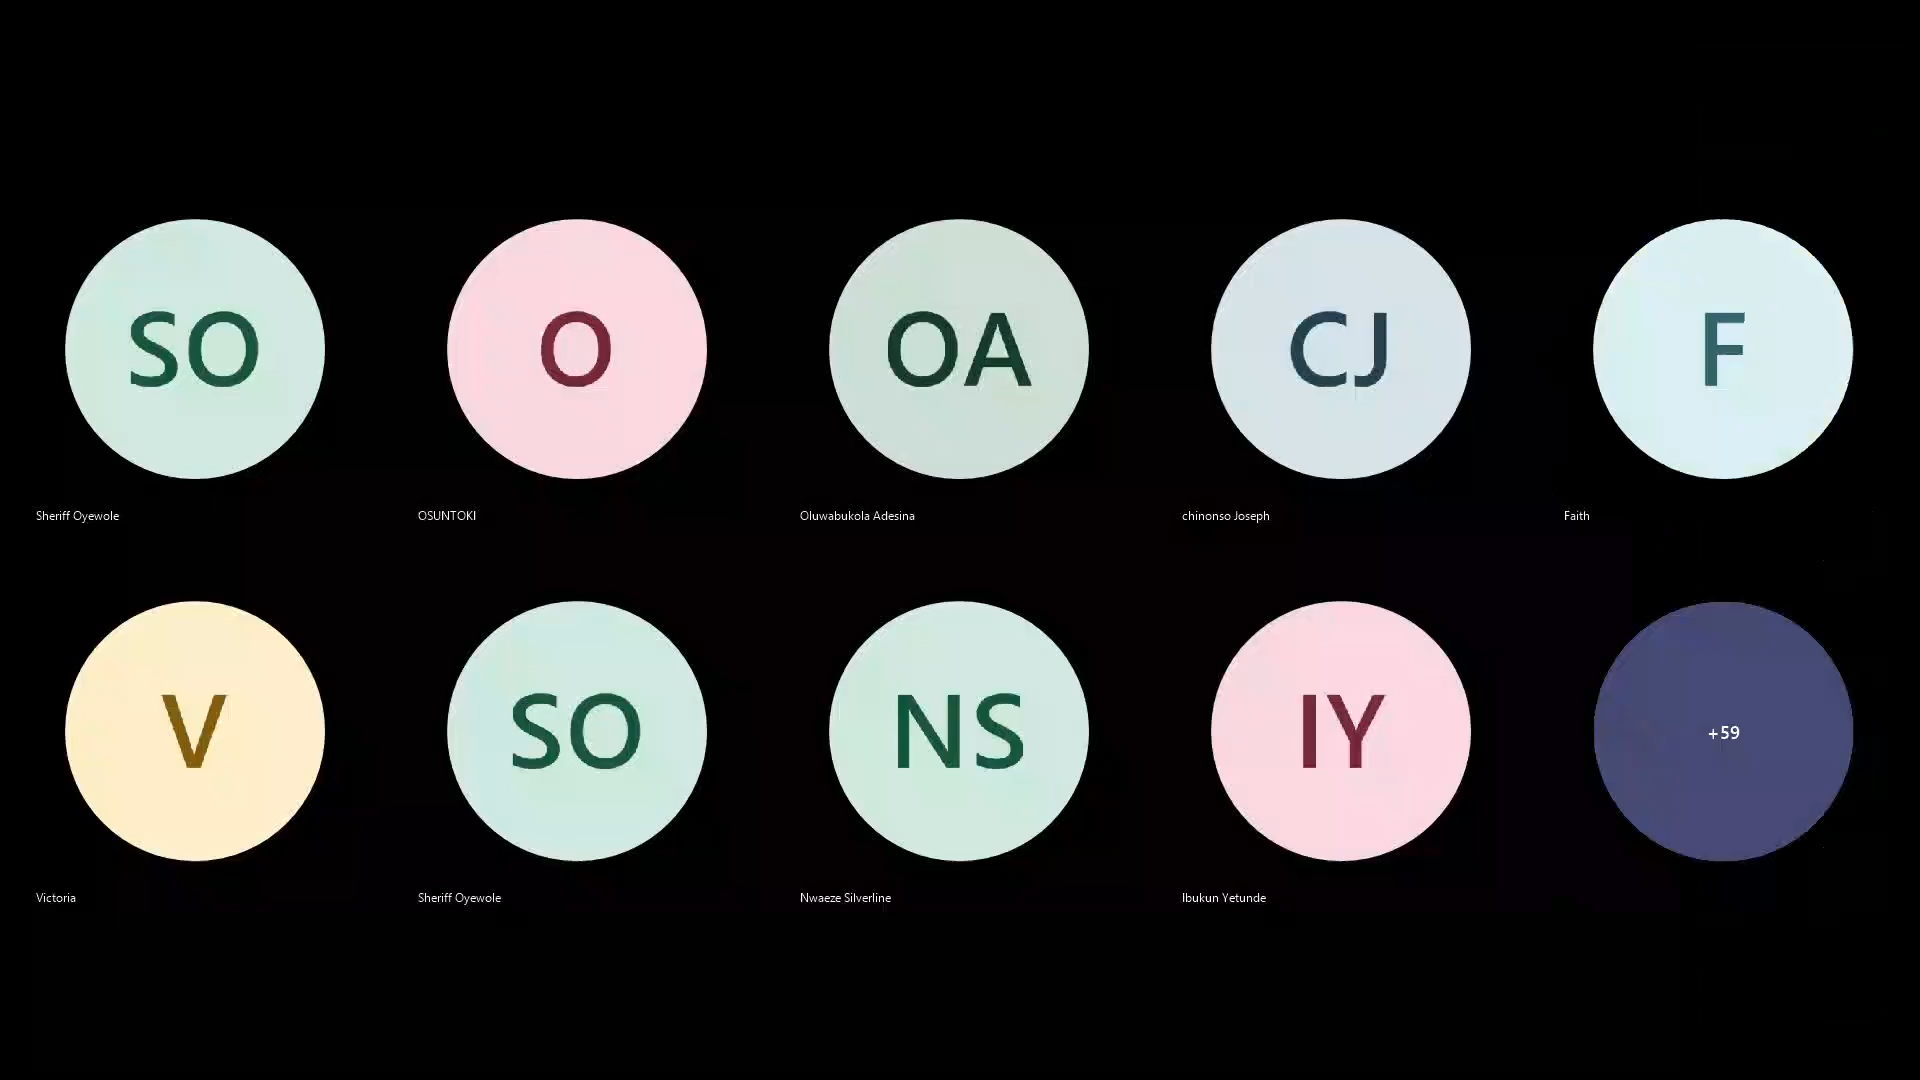 SO
O
OA
CJ
F
Sheriff Oyewole
OSUNTOKI
Oluwabukola Adesina
chinonso Joseph
Faith
V
SO
NS
IY
+59
Victoria
Sheriff Oyewole
Nwaeze Silverline
Ibukun Yetunde